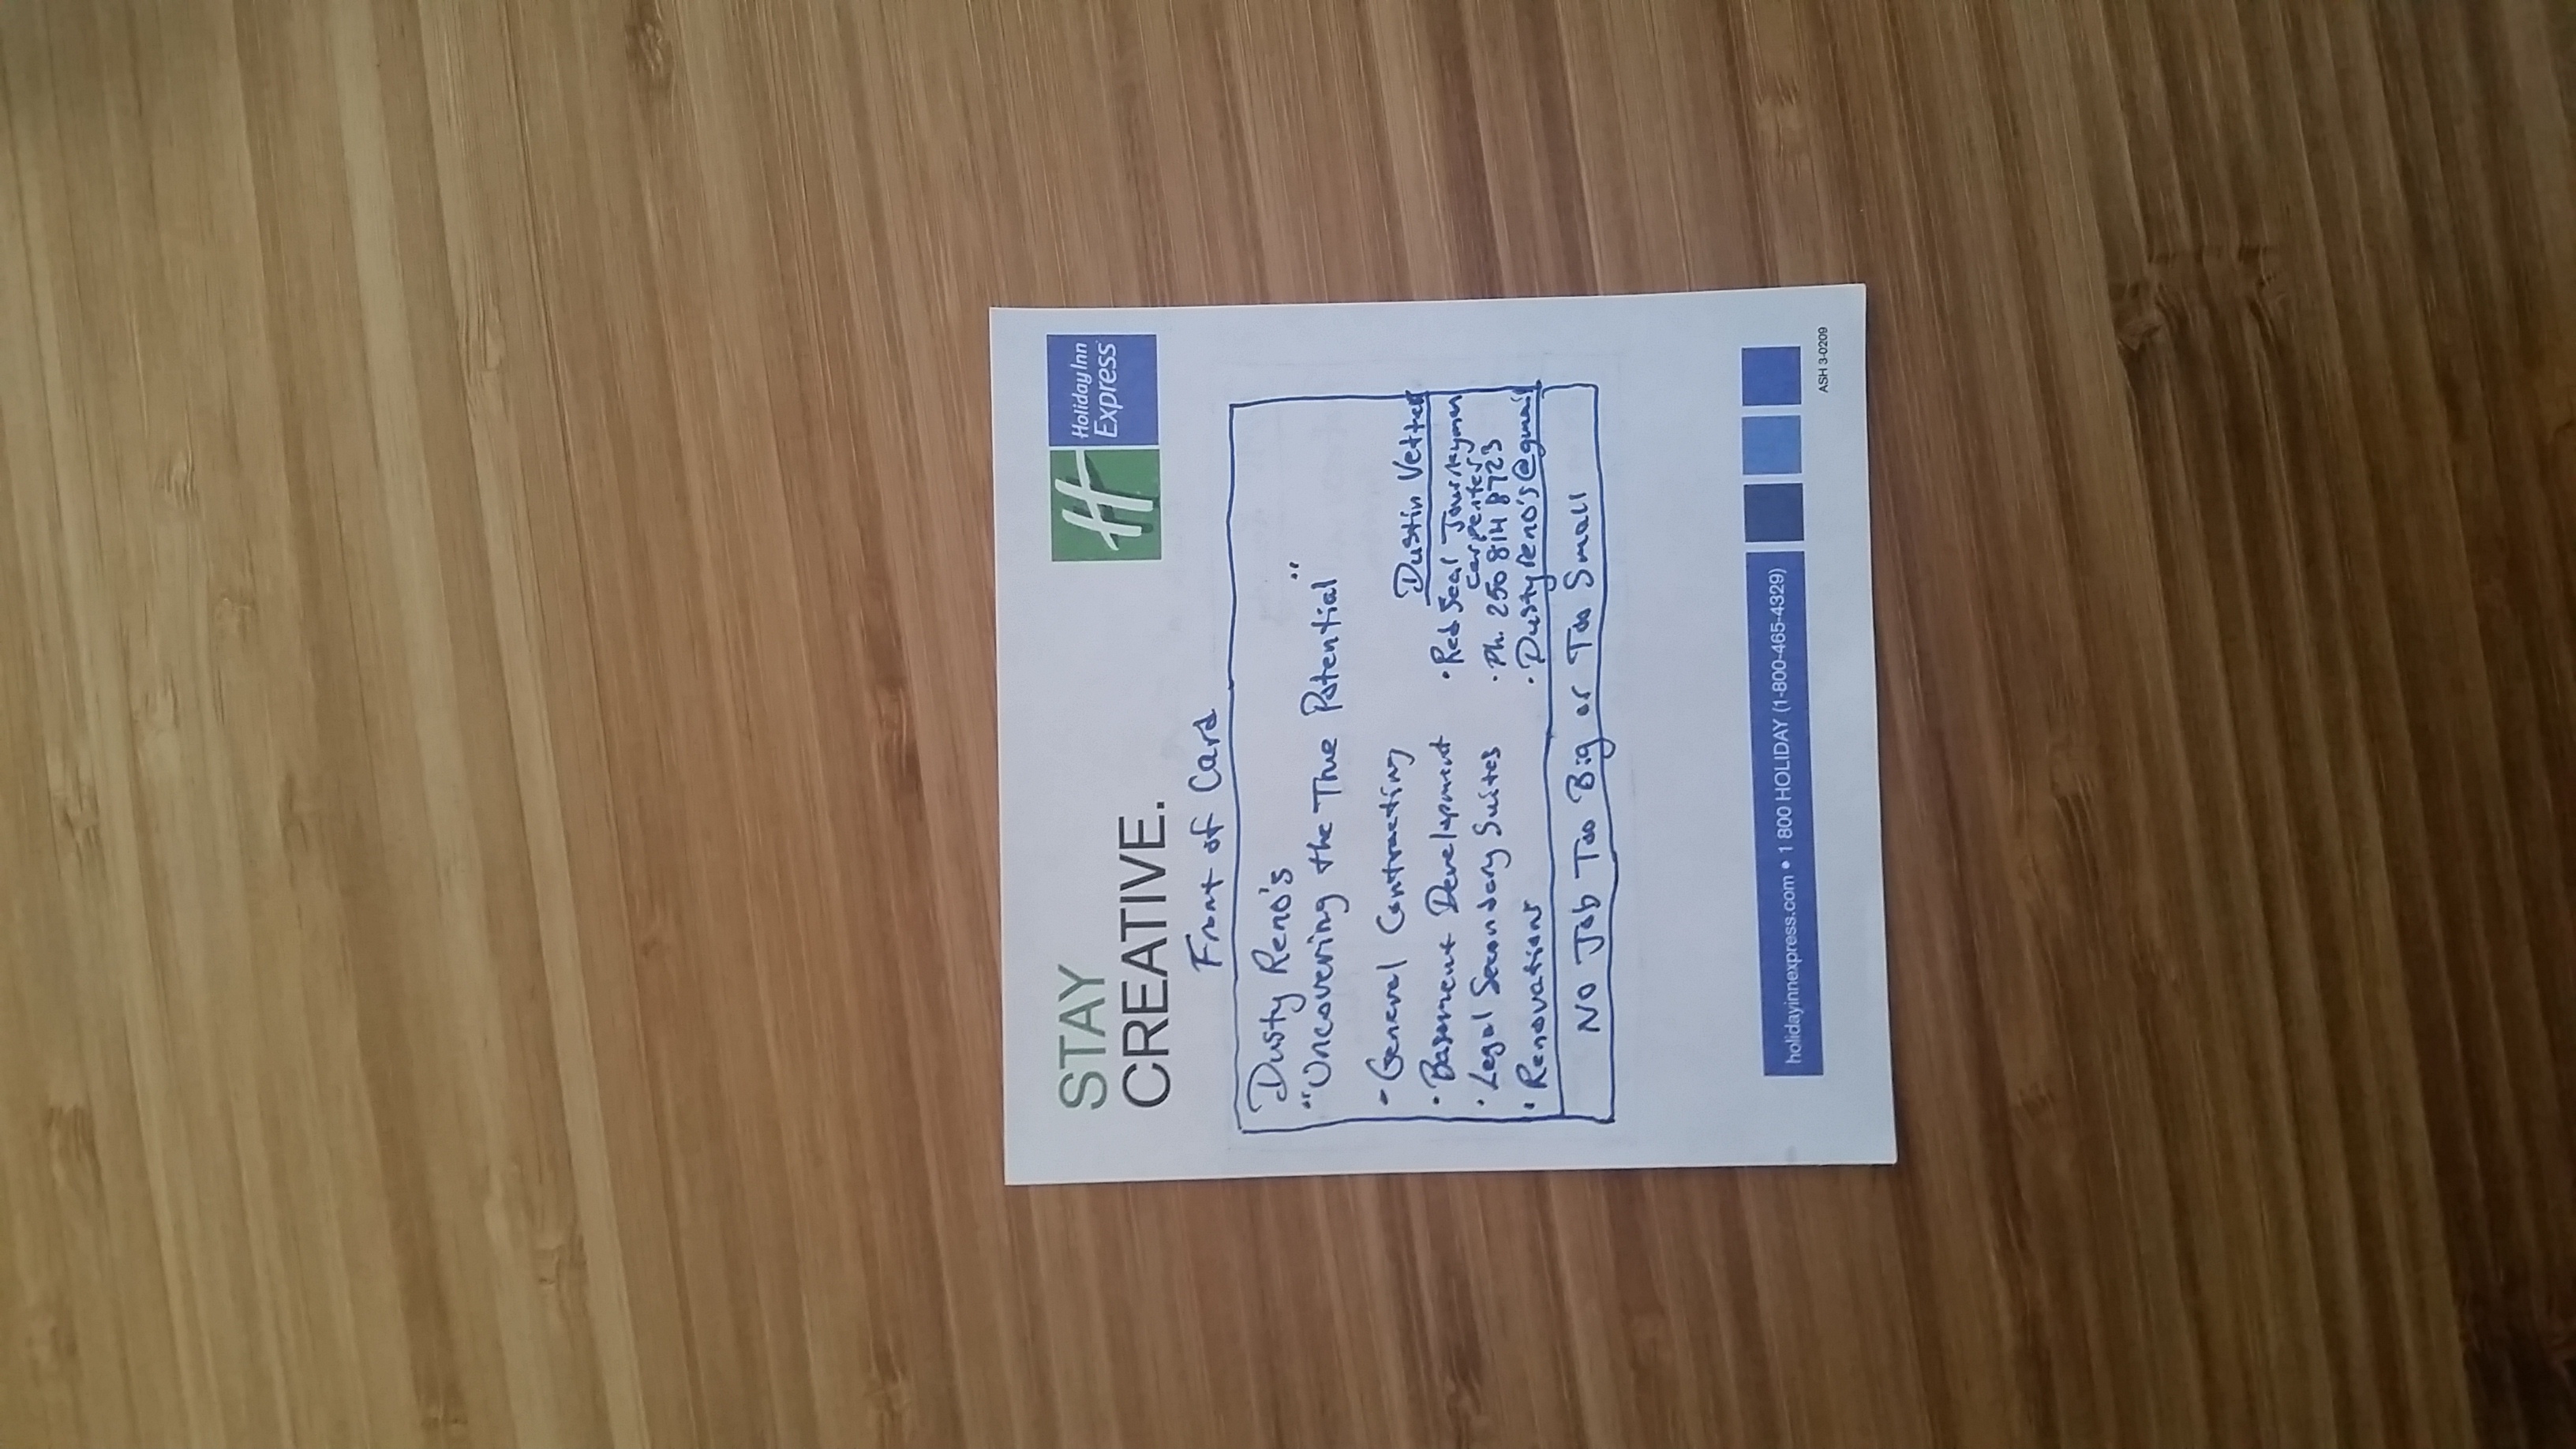 STAY
CREATIVE.
Holiday Inn
Express
Front of Card
Dusty Reno's
"Uncovering the True Potential"
• General Contracting
• Basement Development
• Legal Secondary Suites
• Renovations
Dustin Vetter
• Red Seal Journkyman
Carpenter
• Ph. 250 814 8723
• DustyReno's@gmail
No Job Too Big or Too Small
holidayinnexpress.com • 1 800 HOLIDAY (1-800-465-4329)
ASH 3-0209